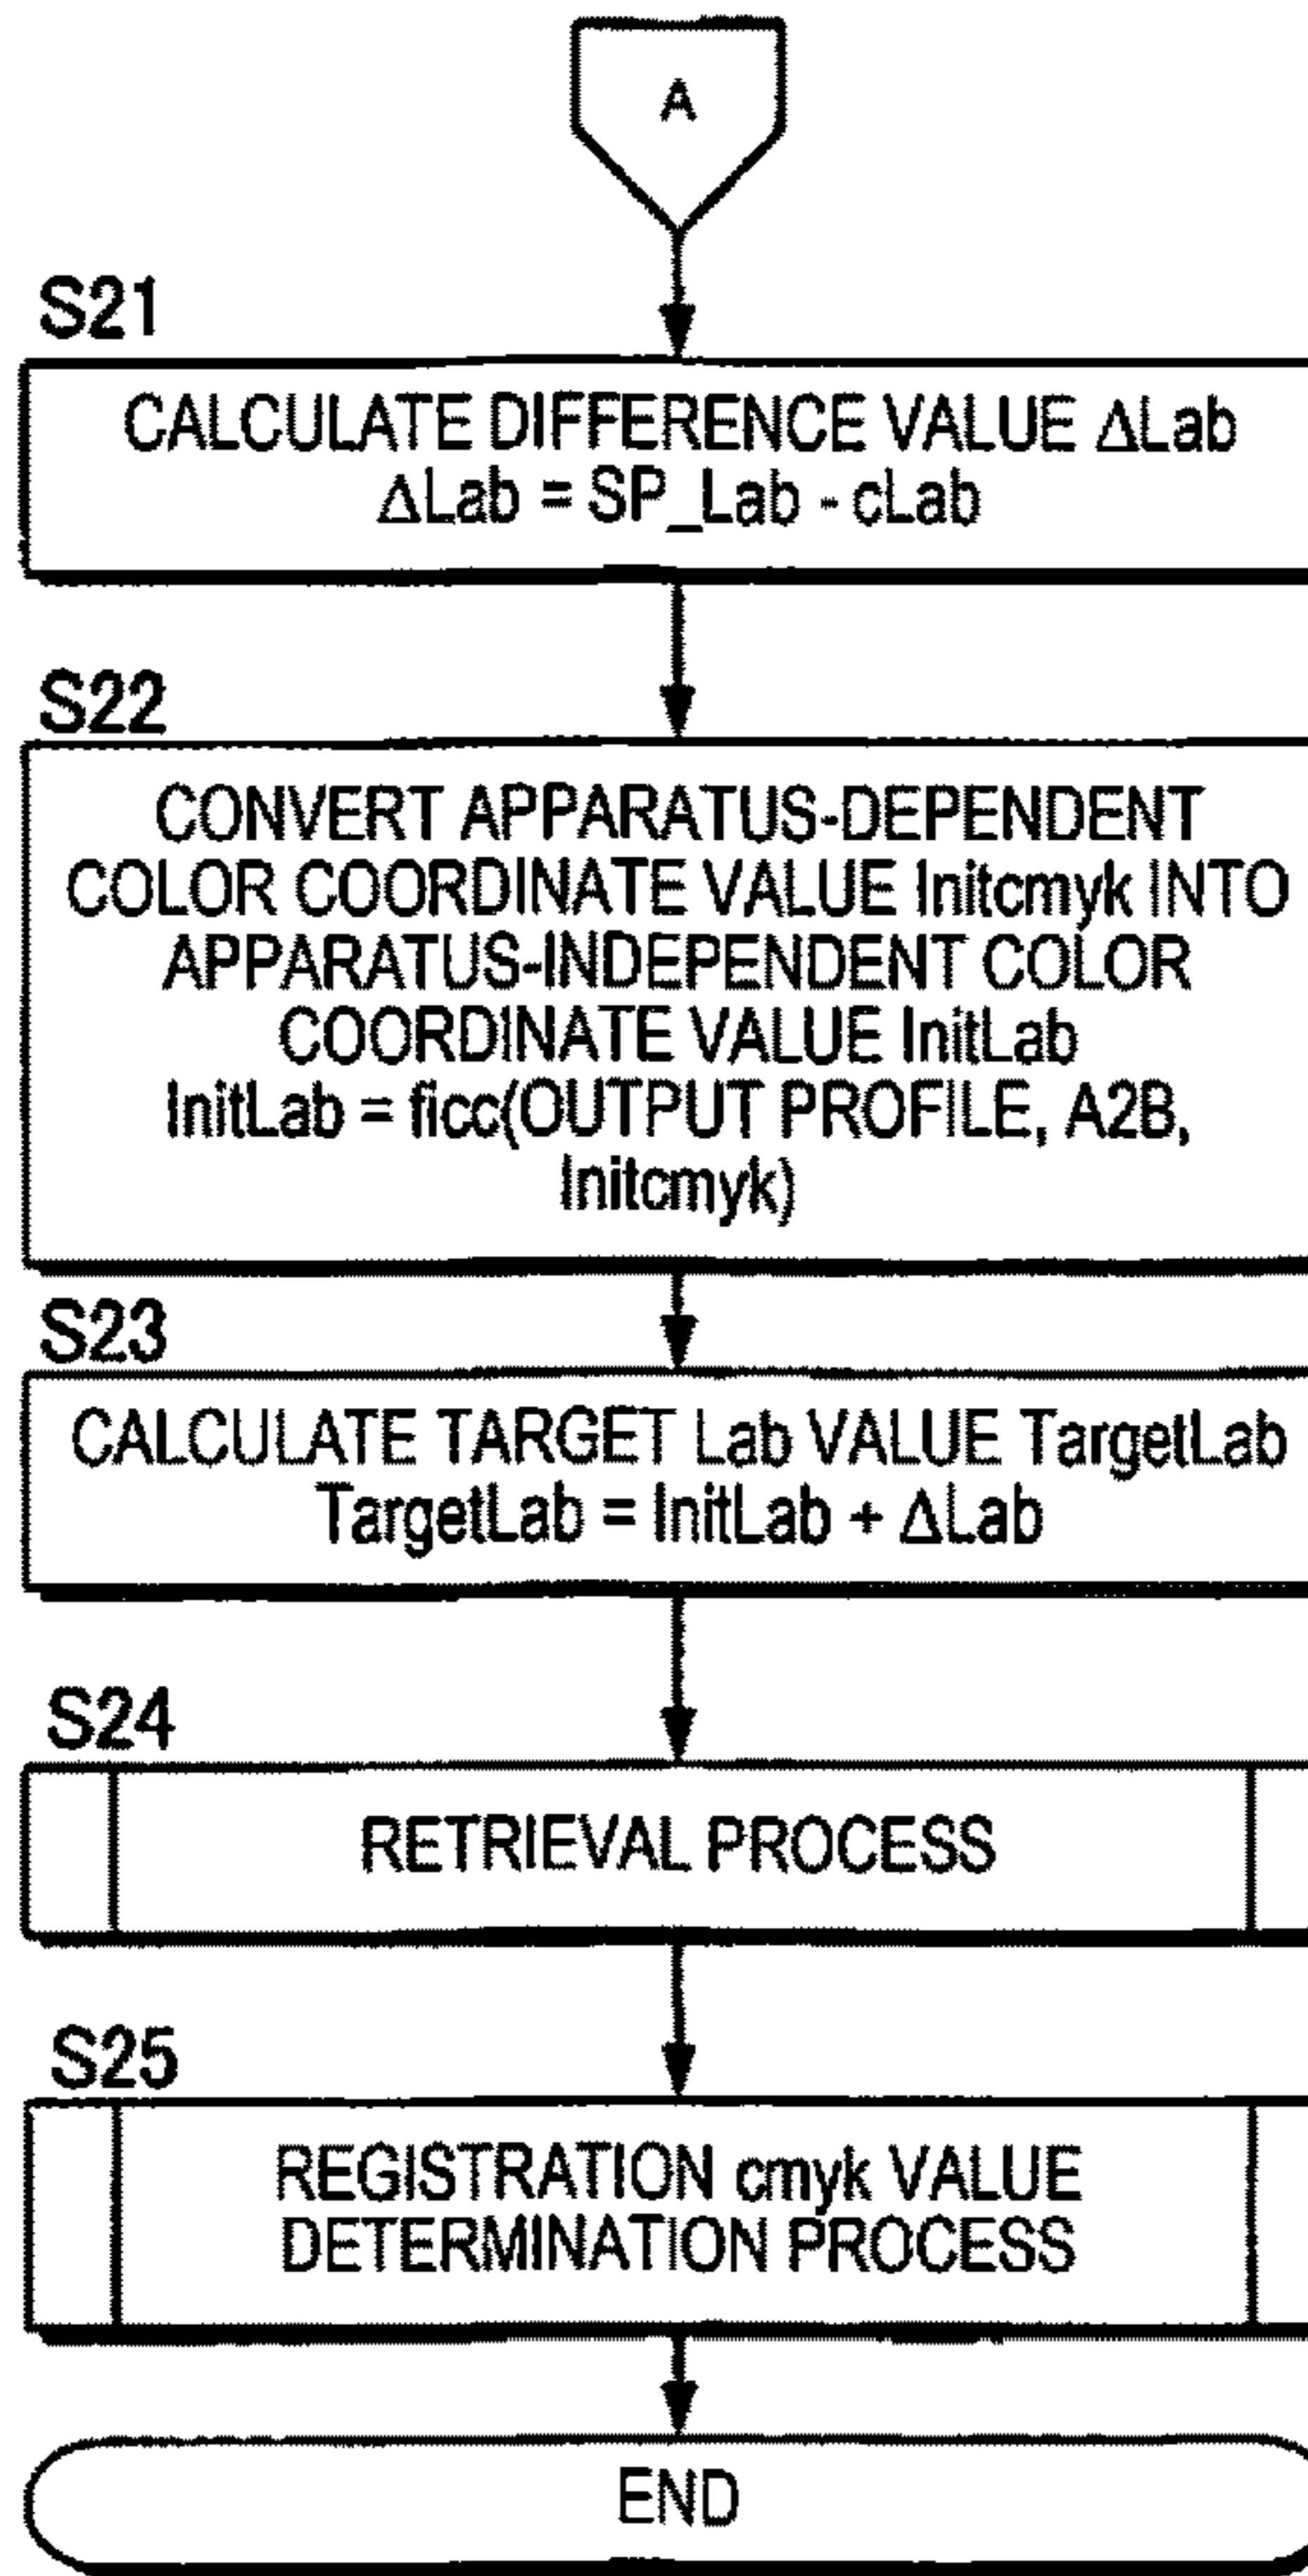 A
S21
CALCULATE DIFFERENCE VALUE ΔLab
ΔLab = SP_Lab - cLab
S22
CONVERT APPARATUS-DEPENDENT
COLOR COORDINATE VALUE Initcmyk INTO
APPARATUS-INDEPENDENT COLOR
COORDINATE VALUE InitLab
InitLab = ficc(OUTPUT PROFILE, A2B,
Initcmyk)
S23
CALCULATE TARGET Lab VALUE TargetLab
TargetLab = InitLab + ΔLab
S24
RETRIEVAL PROCESS
S25
REGISTRATION cmyk VALUE
DETERMINATION PROCESS
END